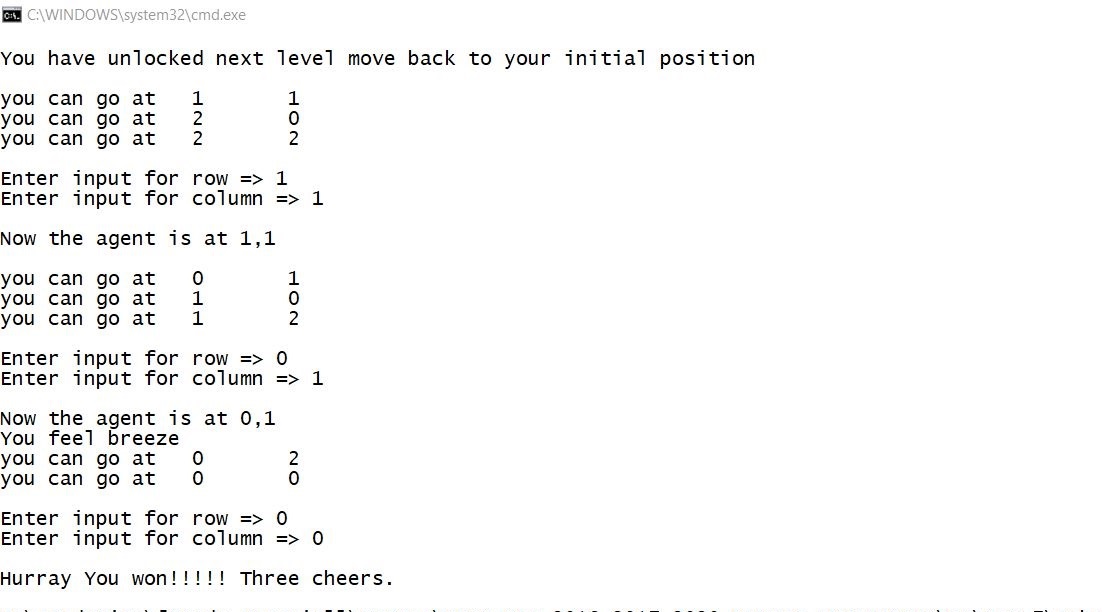 C:\WINDOWS\system32\cmd.exe
You have unlocked next level move back to your initial position
you can go at 1 1
you can go at 2 0
you can go at 2 2
Enter input for row => 1
Enter input for column => 1
Now the agent is at 1,1
you can go at 0 1
you can go at 1 0
you can go at 1 2
Enter input for row => 0
Enter input for column => 1
Now the agent is at 0,1
You feel breeze
you can go at 0 2
you can go at 0 0
Enter input for row => 0
Enter input for column => 0
Hurray You won!!!!! Three cheers.